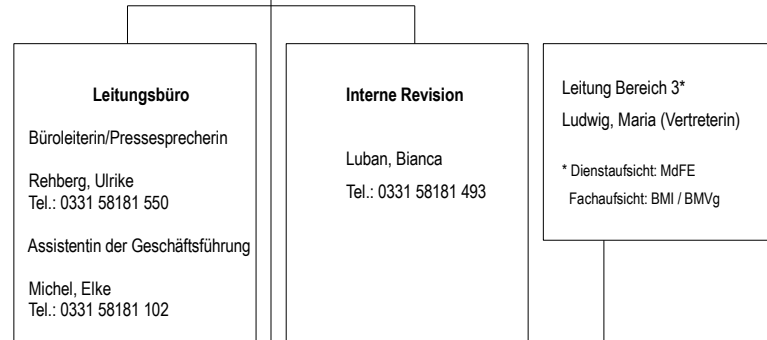 Leitungsbüro
Büroleiterin/Pressesprecherin
Rehberg, Ulrike
Tel.: 0331 58181 550
Assistentin der Geschäftsführung
Michel, Elke
Tel.: 0331 58181 102
Interne Revision
Luban, Bianca
Tel.: 0331 58181 493
Leitung Bereich 3*
Ludwig, Maria (Vertreterin)
* Dienstaufsicht: MdFE
Fachaufsicht: BMI / BMVg